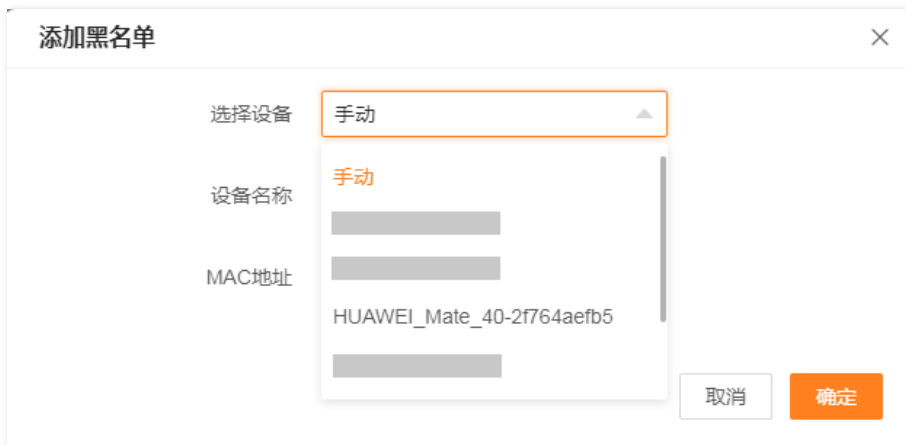 添加黑名单
选择设备 手动
手动
设备名称
MAC地址
HUAWEI_Mate_40-2f764aefb5
取消 确定